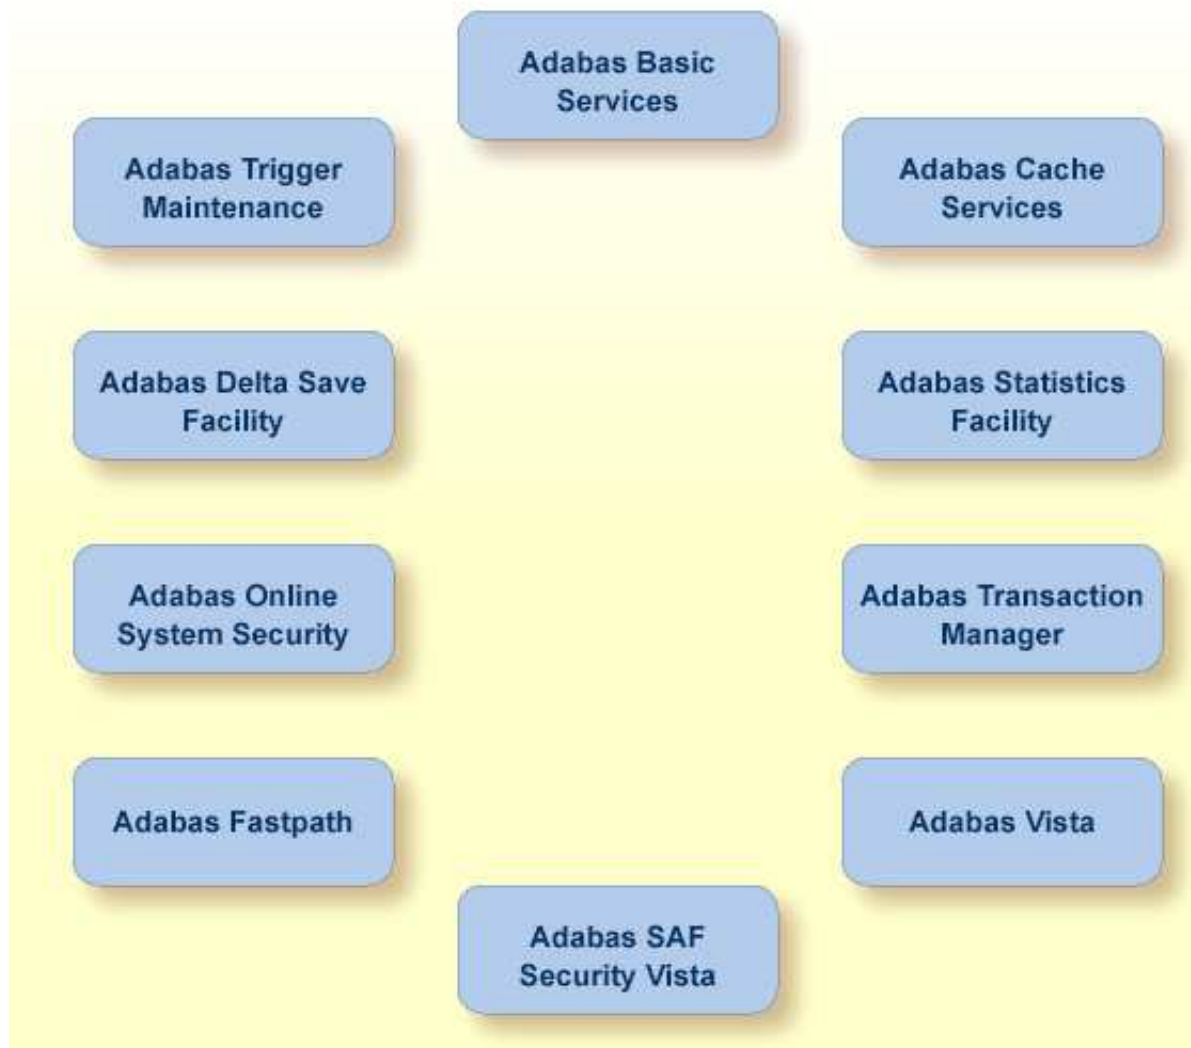 Adabas Basic
Services
Adabas Trigger
Maintenance
Adabas Cache
Services
Adabas Delta Save
Facility
Adabas Statistics
Facility
Adabas Online
System Security
Adabas Transaction
Manager
Adabas Fastpath
Adabas Vista
Adabas SAF
Security Vista